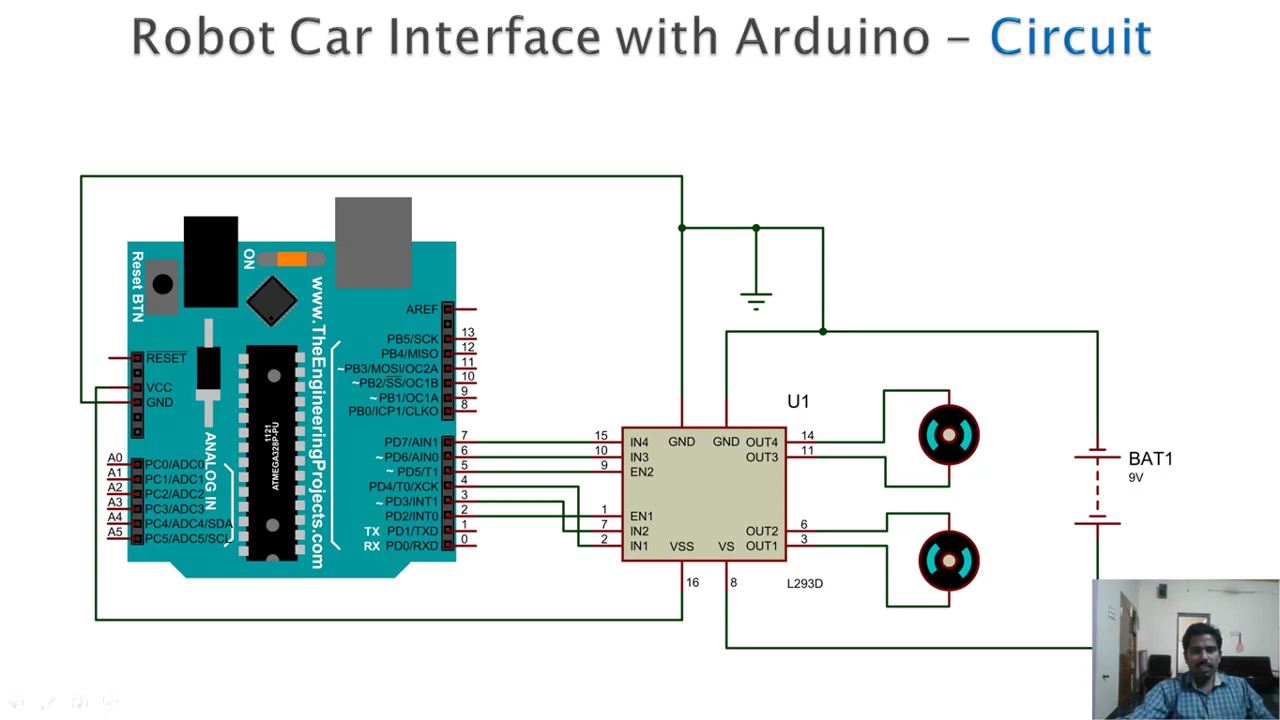 Robot Car Interface with Arduino – Circuit
Reset BTN
ON
www.TheEngineeringProjects.com
1121
ATMEGA328P-PU
ANALOG IN
RESET
VCC
GND
A0 PC0/ADC0
A1 PC1/ADC1
A2 PC2/ADC2
A3 PC3/ADC3
A4 PC4/ADC4/SDA
A5 PC5/ADC5/SCL
AREF
PB5/SCK 13
PB4/MISO 12
~PB3/MOSI/OC2A 11
~PB2/SS/OC1B 10
~PB1/OC1A 9
PB0/ICP1/CLKO 8
PD7/AIN1 7
~PD6/AIN0 6
~PD5/T1 5
PD4/T0/XCK 4
~PD3/INT1 3
PD2/INT0 2
TX PD1/TXD 1
RX PD0/RXD 0
U1
15 IN4 GND GND OUT4 14
10 IN3 OUT3 11
9 EN2
1 EN1
7 IN2 OUT2 6
2 IN1 VSS VS OUT1 3
16 8 L293D
BAT1
9V